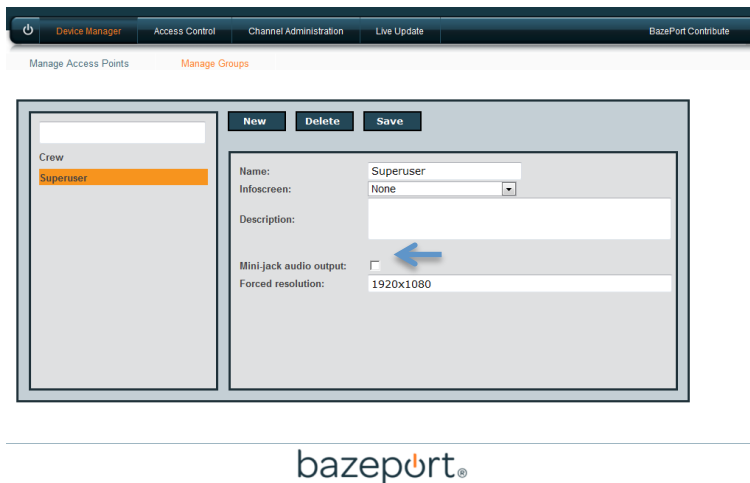 Device Manager Access Control Channel Administration Live Update BazePort Contribute
Manage Access Points Manage Groups
New Delete Save
Crew
Superuser
Name: Superuser
Infoscreen: None
Description:
Mini-jack audio output:
Forced resolution: 1920x1080
bazeport®